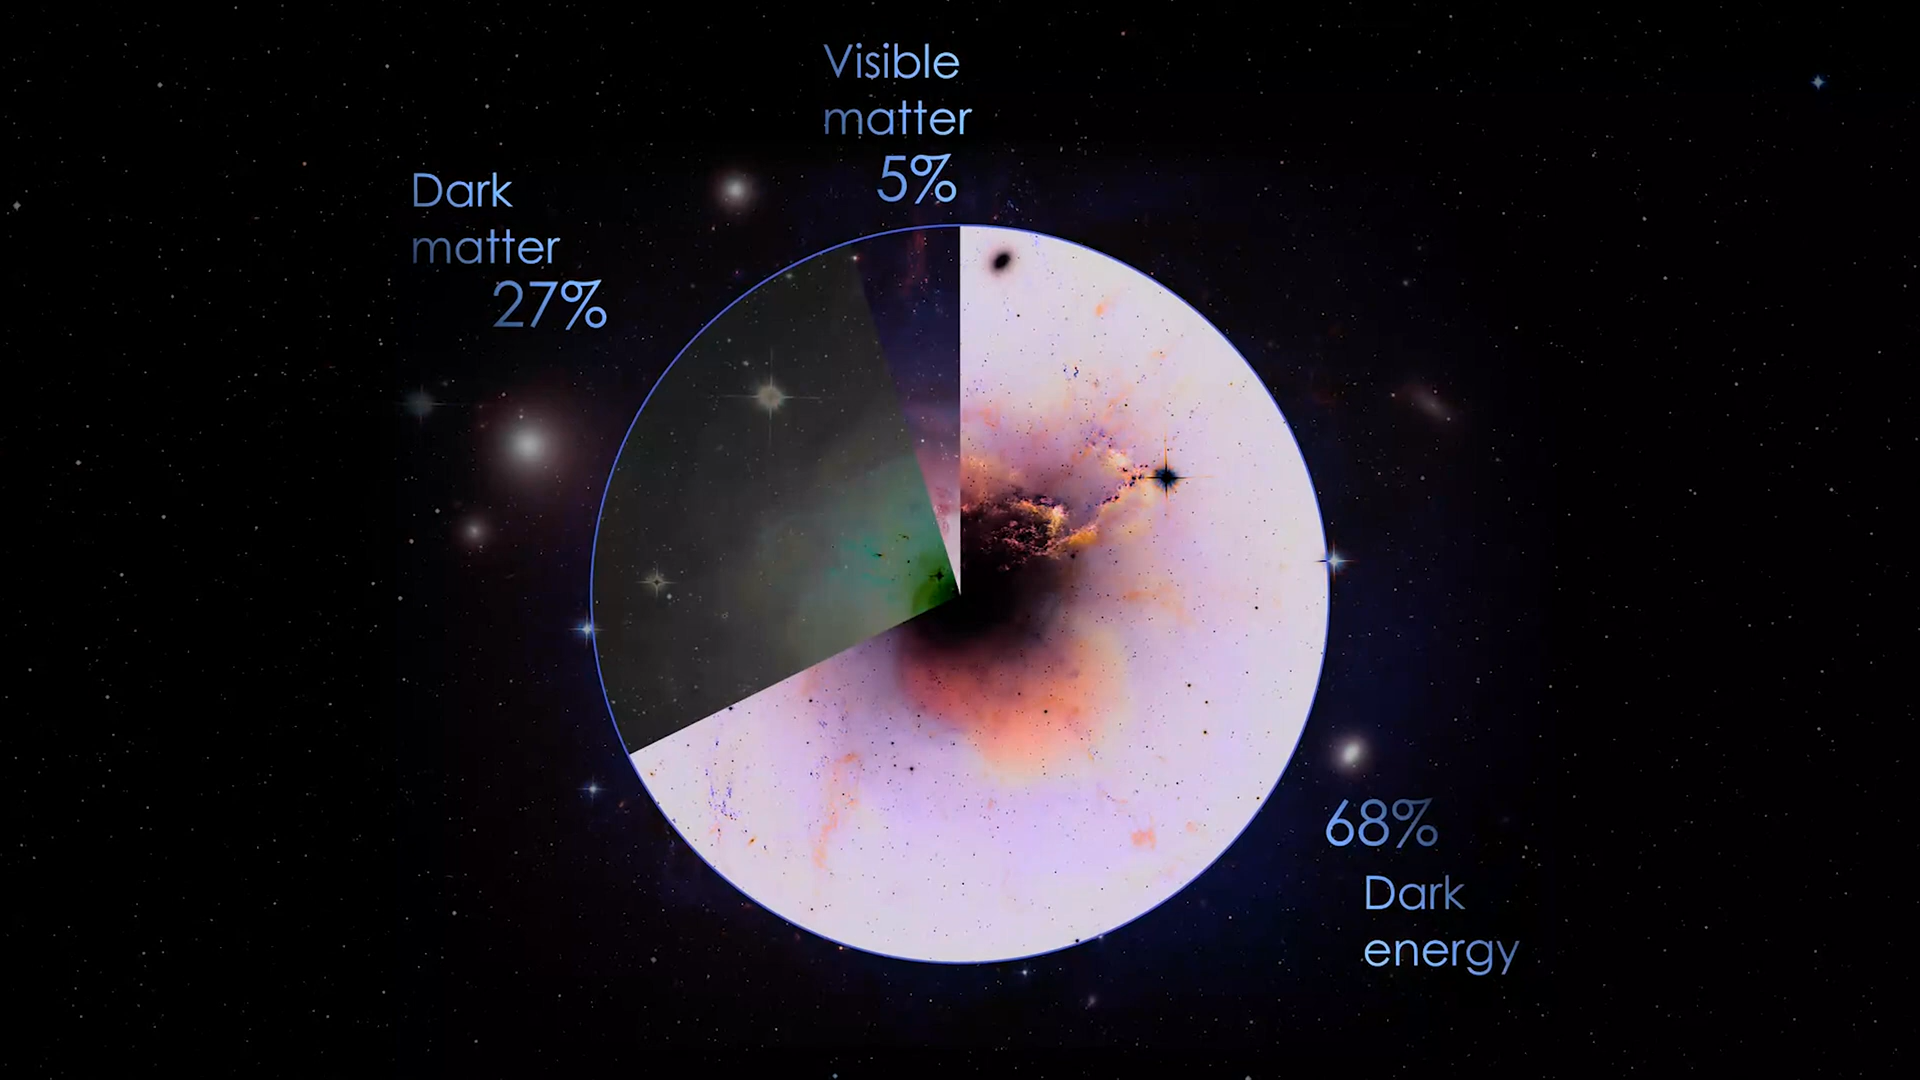 Visible
matter
5%
Dark
matter
27%
68%
Dark
energy